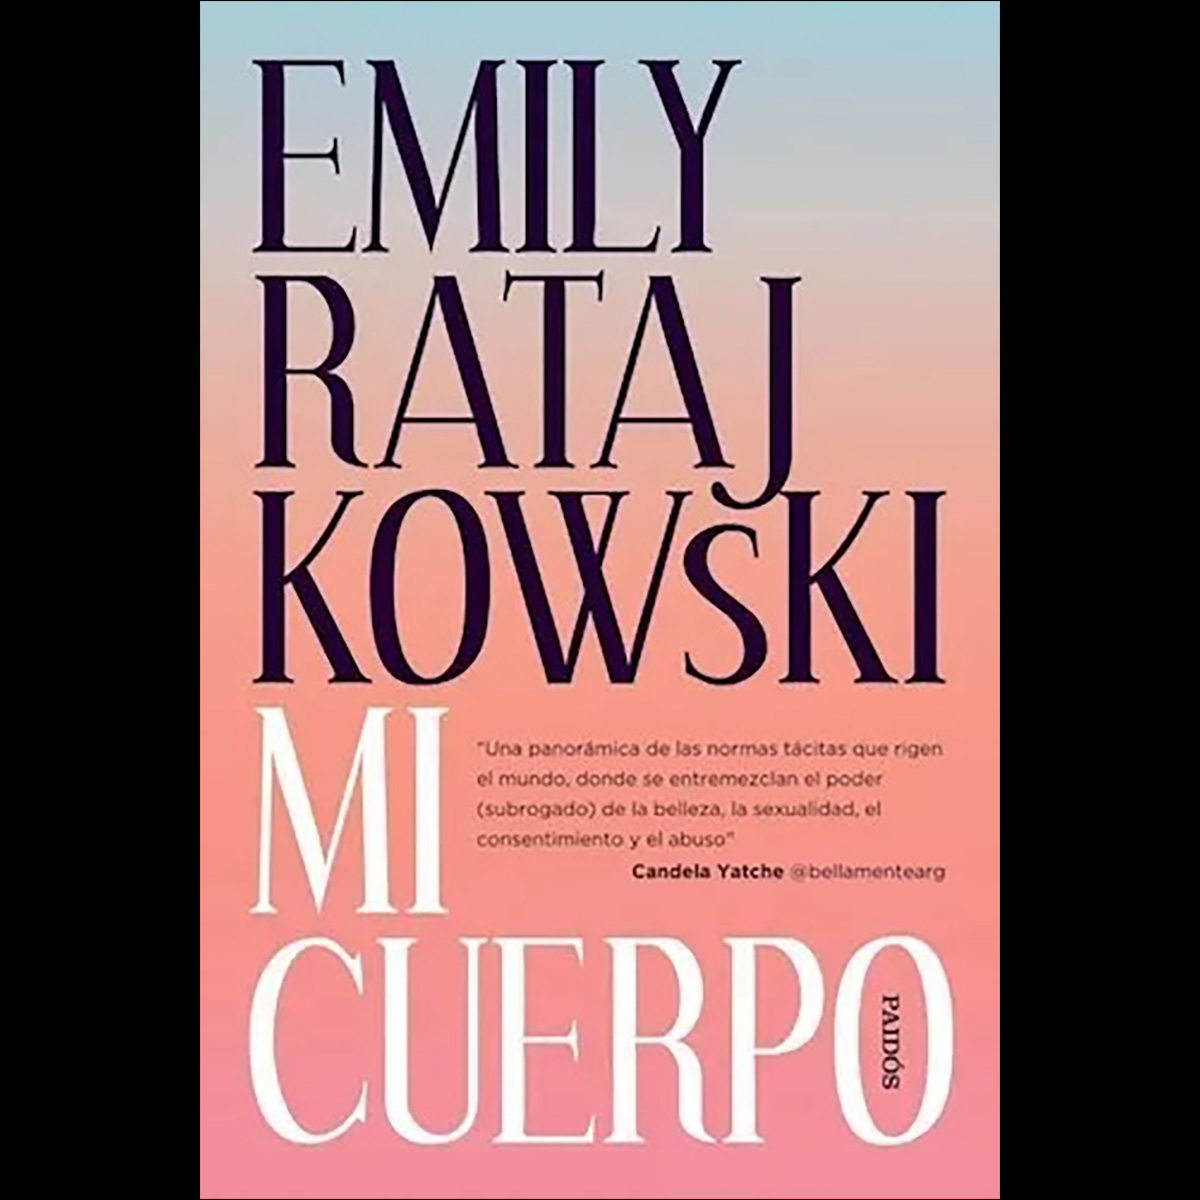 EMILY
RATAJ
KOWSKI
MI
"Una panorámica de las normas tácitas que rigen
el mundo, donde se entremezclan el poder
(subrogado) de la belleza, la sexualidad, el
consentimiento y el abuso"
Candela Yatche @bellamentearg
CUERPO
PAIDÓS